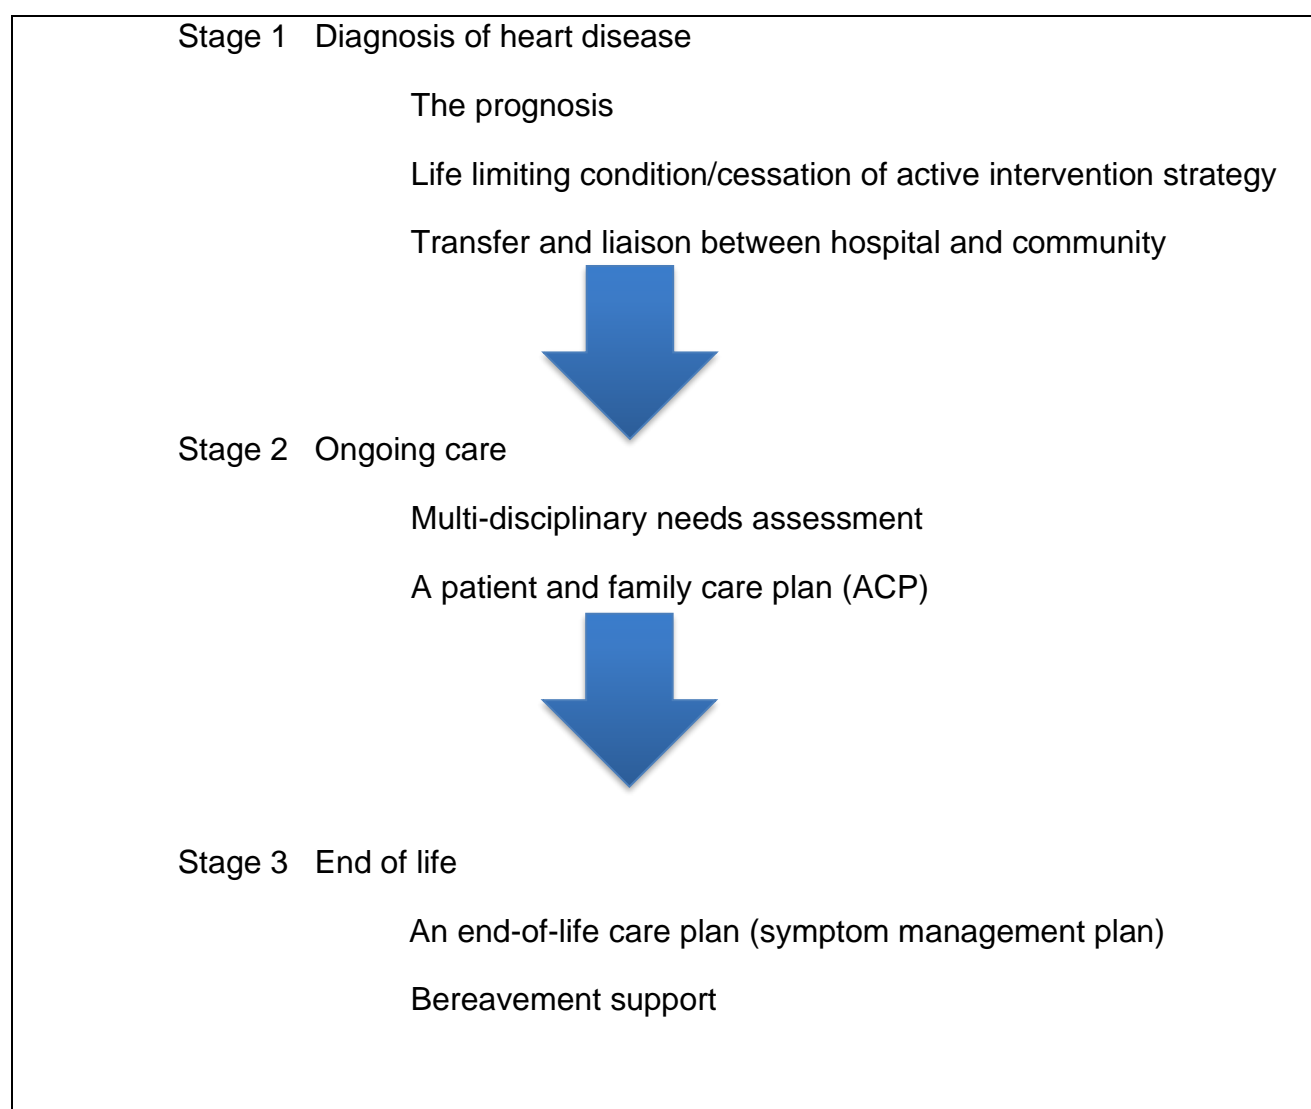 Stage 1 Diagnosis of heart disease
The prognosis
Life limiting condition/cessation of active intervention strategy
Transfer and liaison between hospital and community
Stage 2 Ongoing care
Multi-disciplinary needs assessment
A patient and family care plan (ACP)
Stage 3 End of life
An end-of-life care plan (symptom management plan)
Bereavement support